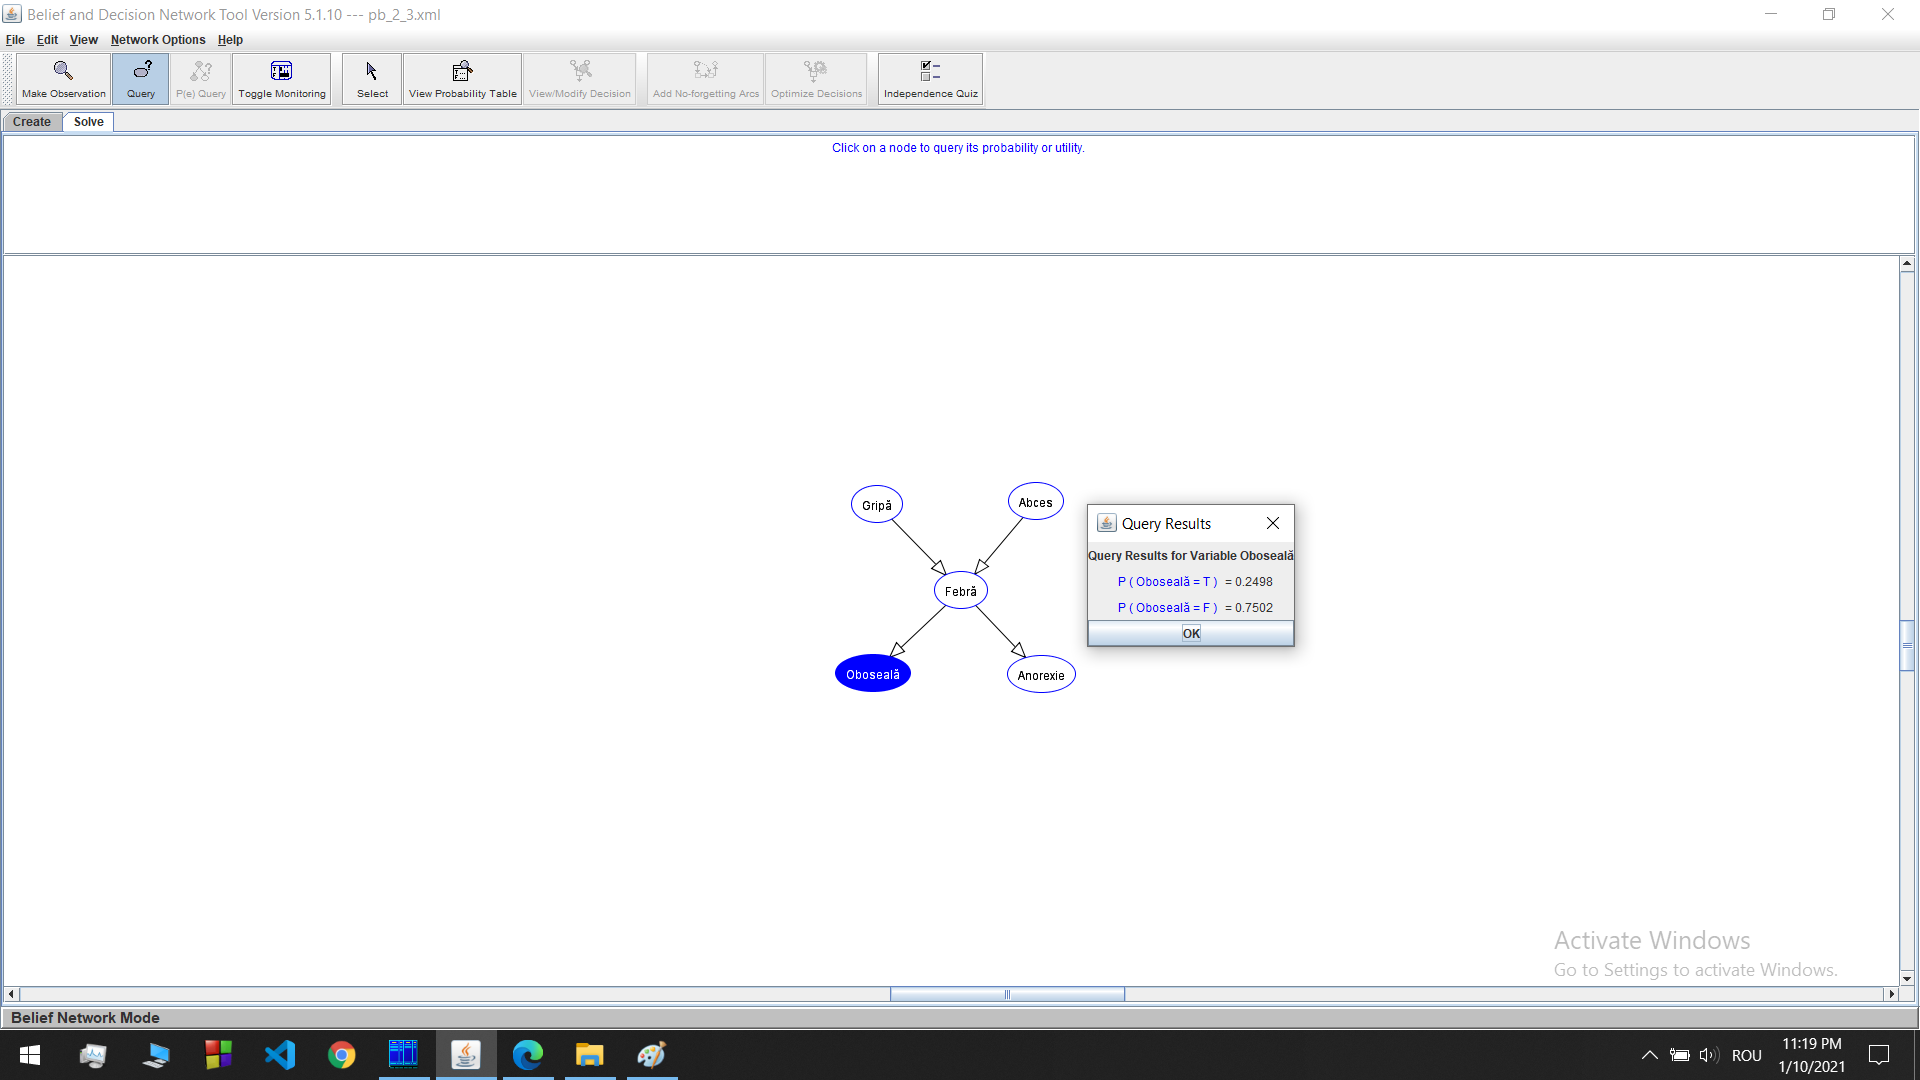 Belief and Decision Network Tool Version 5.1.10 --- pb_2_3.xml
File Edit View Network Options Help
Make Observation Query P(e) Query Toggle Monitoring Select View Probability Table View/Modify Decision Add No-forgetting Arcs Optimize Decisions Independence Quiz
Create Solve
Click on a node to query its probability or utility.
Gripă
Abces
Febră
Oboseală
Anorexie
Query Results
Query Results for Variable Oboseală
P ( Oboseală = T ) = 0.2498
P ( Oboseală = F ) = 0.7502
OK
Activate Windows
Go to Settings to activate Windows.
Belief Network Mode
ROU
11:19 PM
1/10/2021